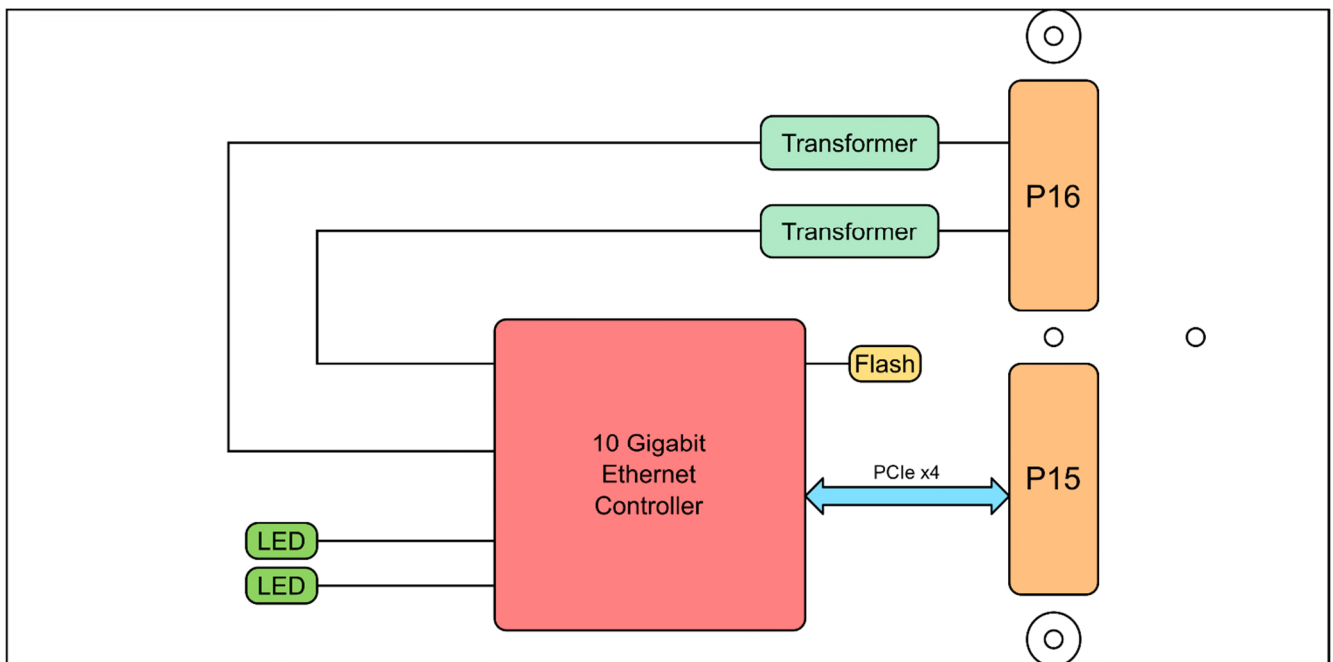 Transformer
P16
Transformer
Flash
10 Gigabit
Ethernet
Controller
PCIe x4
P15
LED
LED